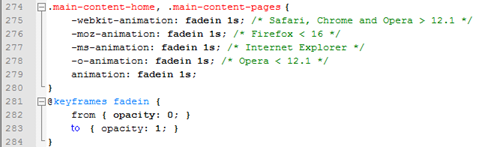 274 .main-content-home, .main-content-pages {
275 -webkit-animation: fadein 1s; /* Safari, Chrome and Opera > 12.1 */
276 -moz-animation: fadein 1s; /* Firefox < 16 */
277 -ms-animation: fadein 1s; /* Internet Explorer */
278 -o-animation: fadein 1s; /* Opera < 12.1 */
279 animation: fadein 1s;
280 }
281 @keyframes fadein {
282 from { opacity: 0; }
283 to { opacity: 1; }
284 }